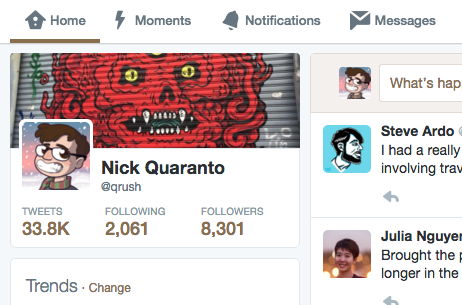 Home
Moments
Notifications
Messages
What's hap
Nick Quaranto
@qrush
TWEETS
FOLLOWING
FOLLOWERS
33.8K
2,061
8,301
Trends · Change
Steve Ardo
I had a really
involving trav
Julia Nguyen
Brought the p
longer in the